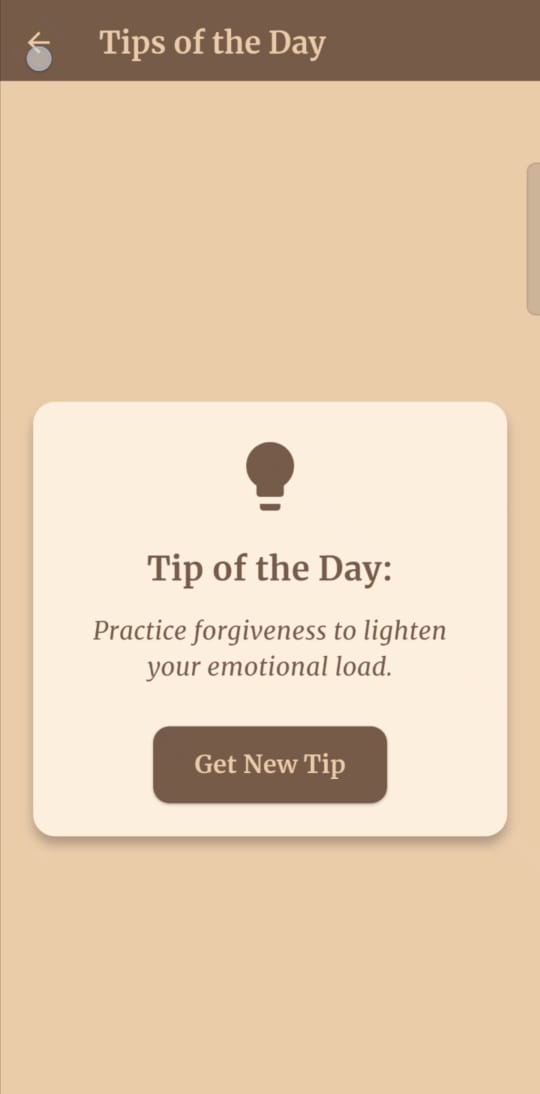 Tips of the Day
Tip of the Day:
Practice forgiveness to lighten
your emotional load.
Get New Tip